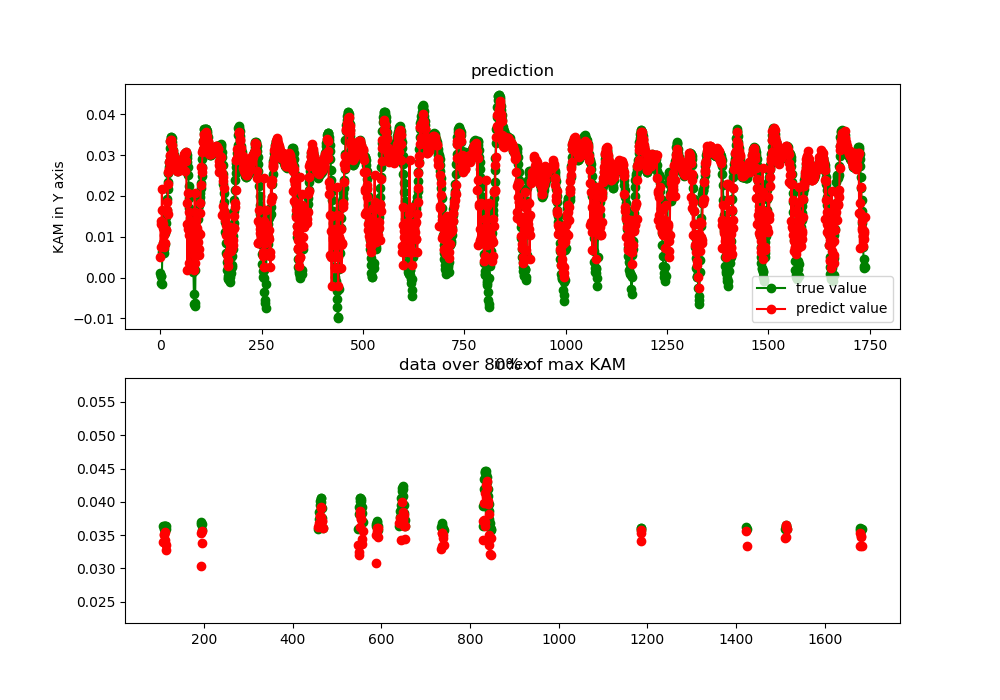 prediction
0.04
0.03
0.02
0.01
0.00
−0.01
KAM in Y axis
true value
predict value
0 250 500 750 1000 1250 1500 1750
index
data over 80% of max KAM
0.055
0.050
0.045
0.040
0.035
0.030
0.025
200 400 600 800 1000 1200 1400 1600